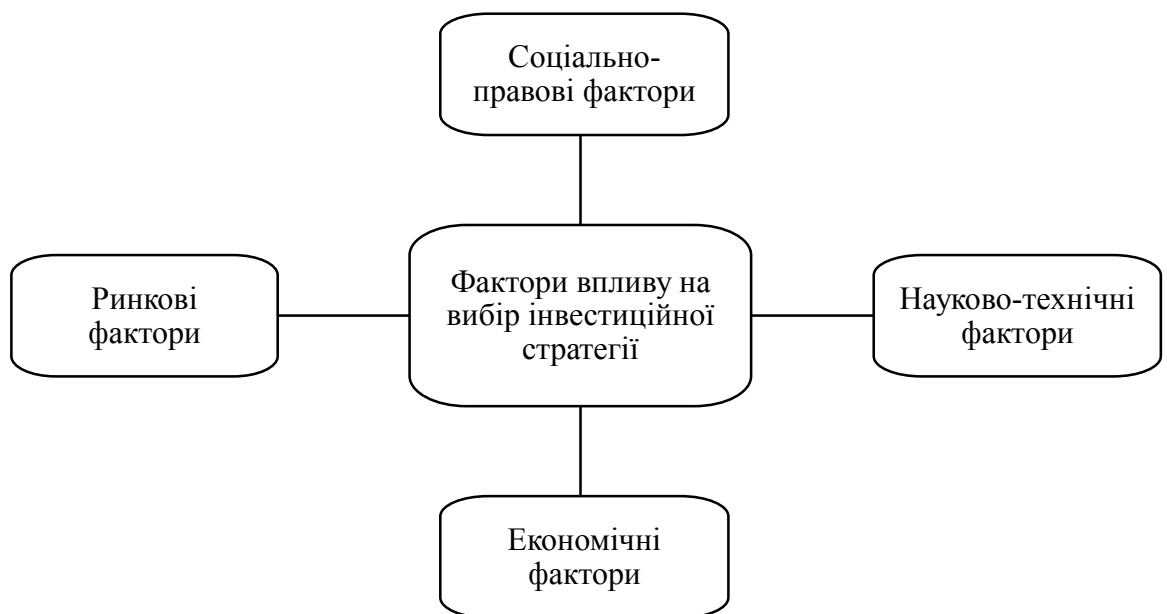 Соціально-
правові фактори
Ринкові
фактори
Фактори впливу на
вибір інвестиційної
стратегії
Науково-технічні
фактори
Економічні
фактори